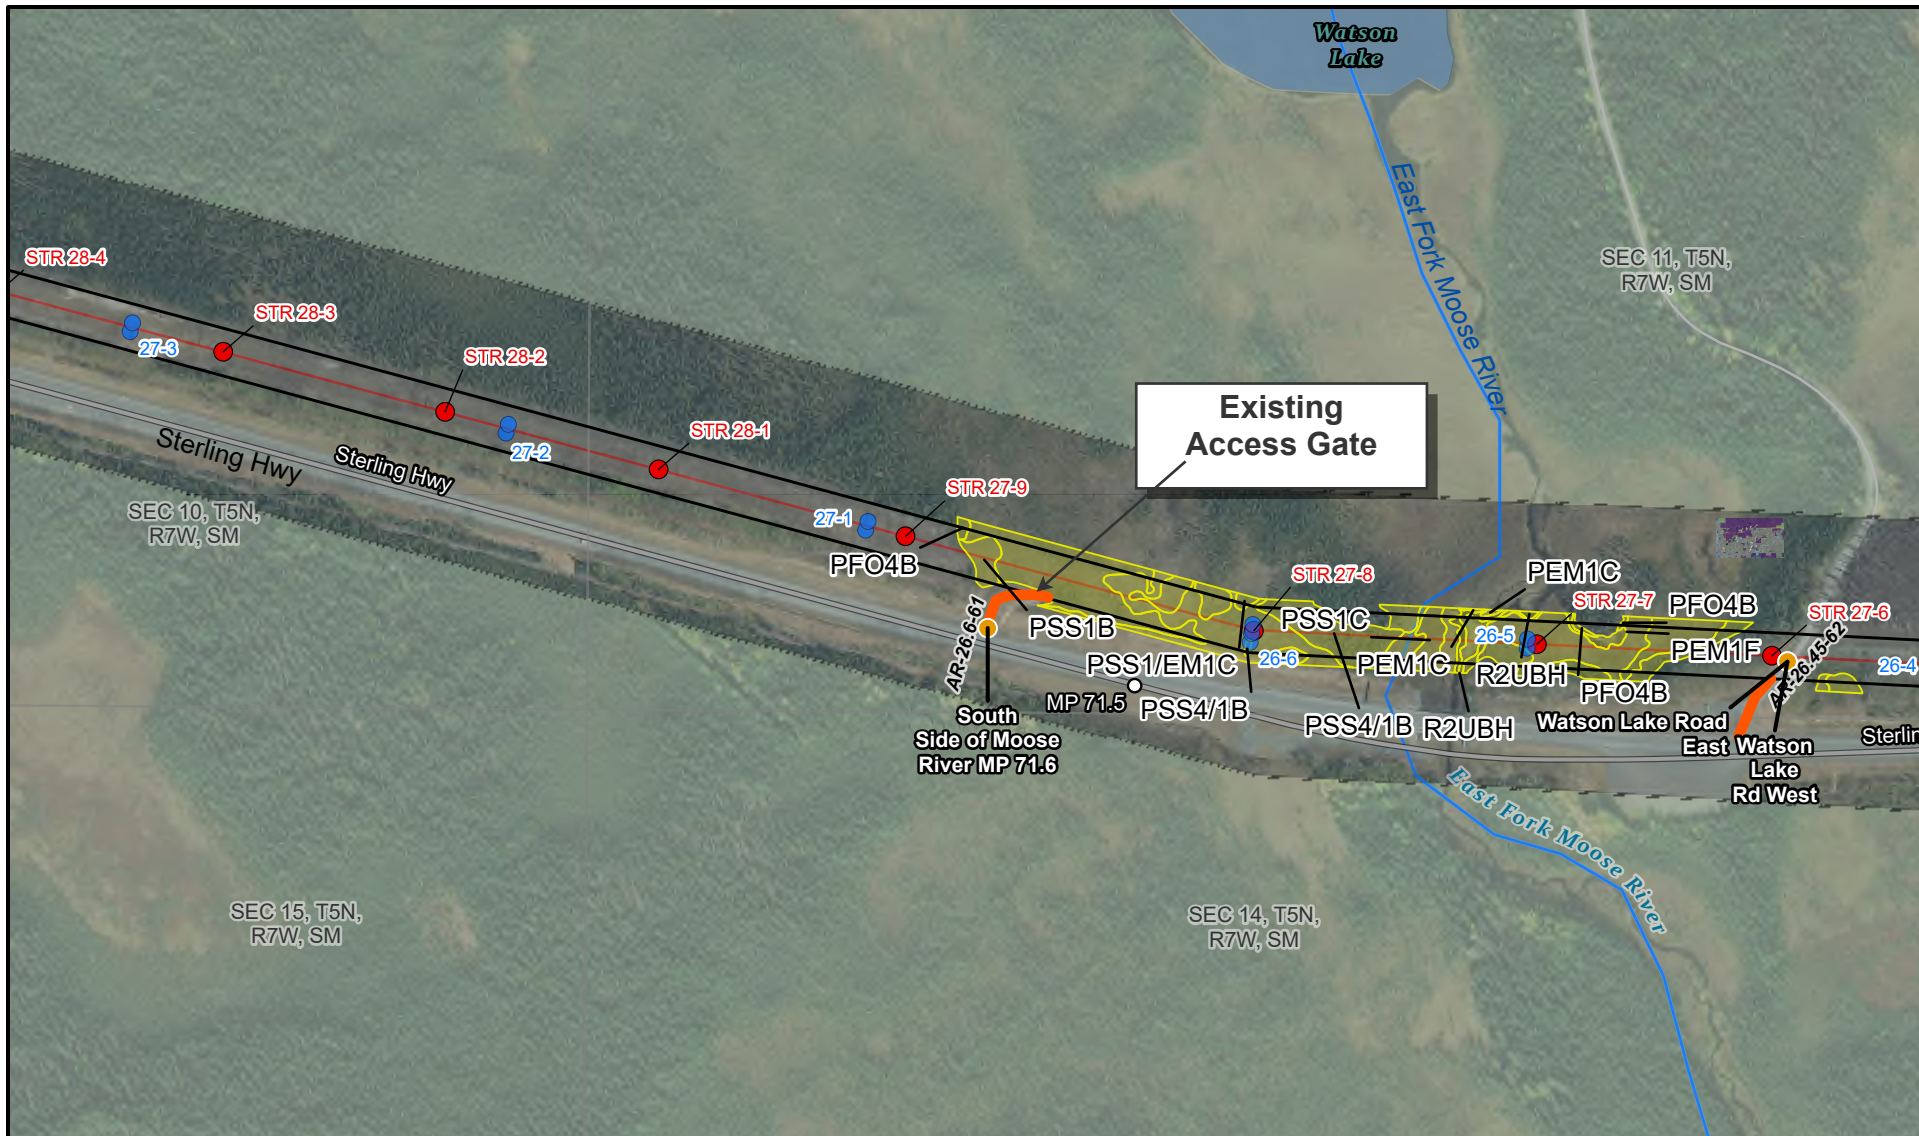 Watson
Lake
East Fork Moose River
SEC 11, T5N,
R7W, SM
STR 28-4
STR 28-3
27-3
STR 28-2
27-2
STR 28-1
Existing
Access Gate
Sterling Hwy
Sterling Hwy
SEC 10, T5N,
R7W, SM
STR 27-9
27-1
PFO4B
STR 27-8
PEM1C
STR 27-7
PFO4B
STR 27-6
AR-26.6-61
PSS1B
PSS1C
26-5
PEM1F
AR-26.45-62
PSS1/EM1C
26-6
PEM1C
R2UBH
26-4
PFO4B
MP 71.5
PSS4/1B
PSS4/1B
R2UBH
Watson Lake Road
East
Watson
Lake
Rd West
Sterlin
South
Side of Moose
River MP 71.6
East Fork Moose River
SEC 15, T5N,
R7W, SM
SEC 14, T5N,
R7W, SM